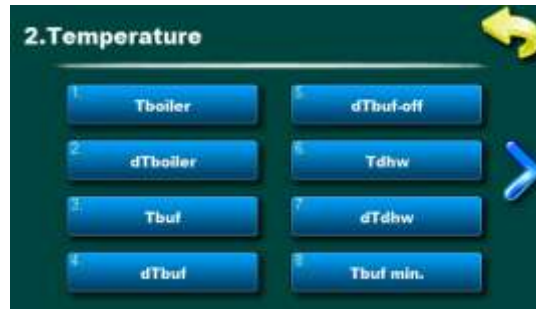 2.Temperature
1. Tboiler
2. dTboiler
3. Tbuf
4. dTbuf
5. dTbuf-off
6. Tdhw
7 dTdhw
8 Tbuf min.